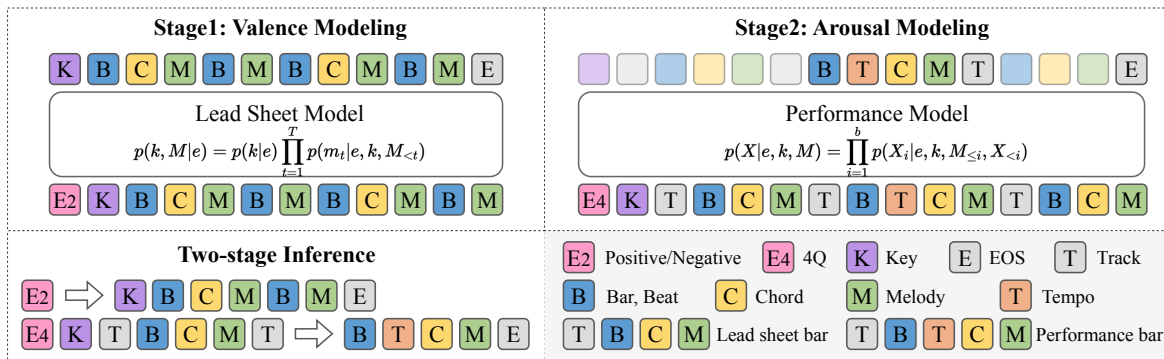 Stage1: Valence Modeling
K B C M B M B C M B M E
Lead Sheet Model
p(k, M|e) = p(k|e) ∏_{t=1}^{T} p(m_t|e, k, M_{<t})
E2 K B C M B M B C M B M
Stage2: Arousal Modeling
B T C M T E
Performance Model
p(X|e, k, M) = ∏_{i=1}^{b} p(X_i|e, k, M_{≤i}, X_{<i})
E4 K T B C M T B T C M T B C M
Two-stage Inference
E2 K B C M B M E
E4 K T B C M T B T C M E
E2 Positive/Negative E4 4Q K Key E EOS T Track
B Bar, Beat C Chord M Melody T Tempo
T B C M Lead sheet bar T B T C M Performance bar